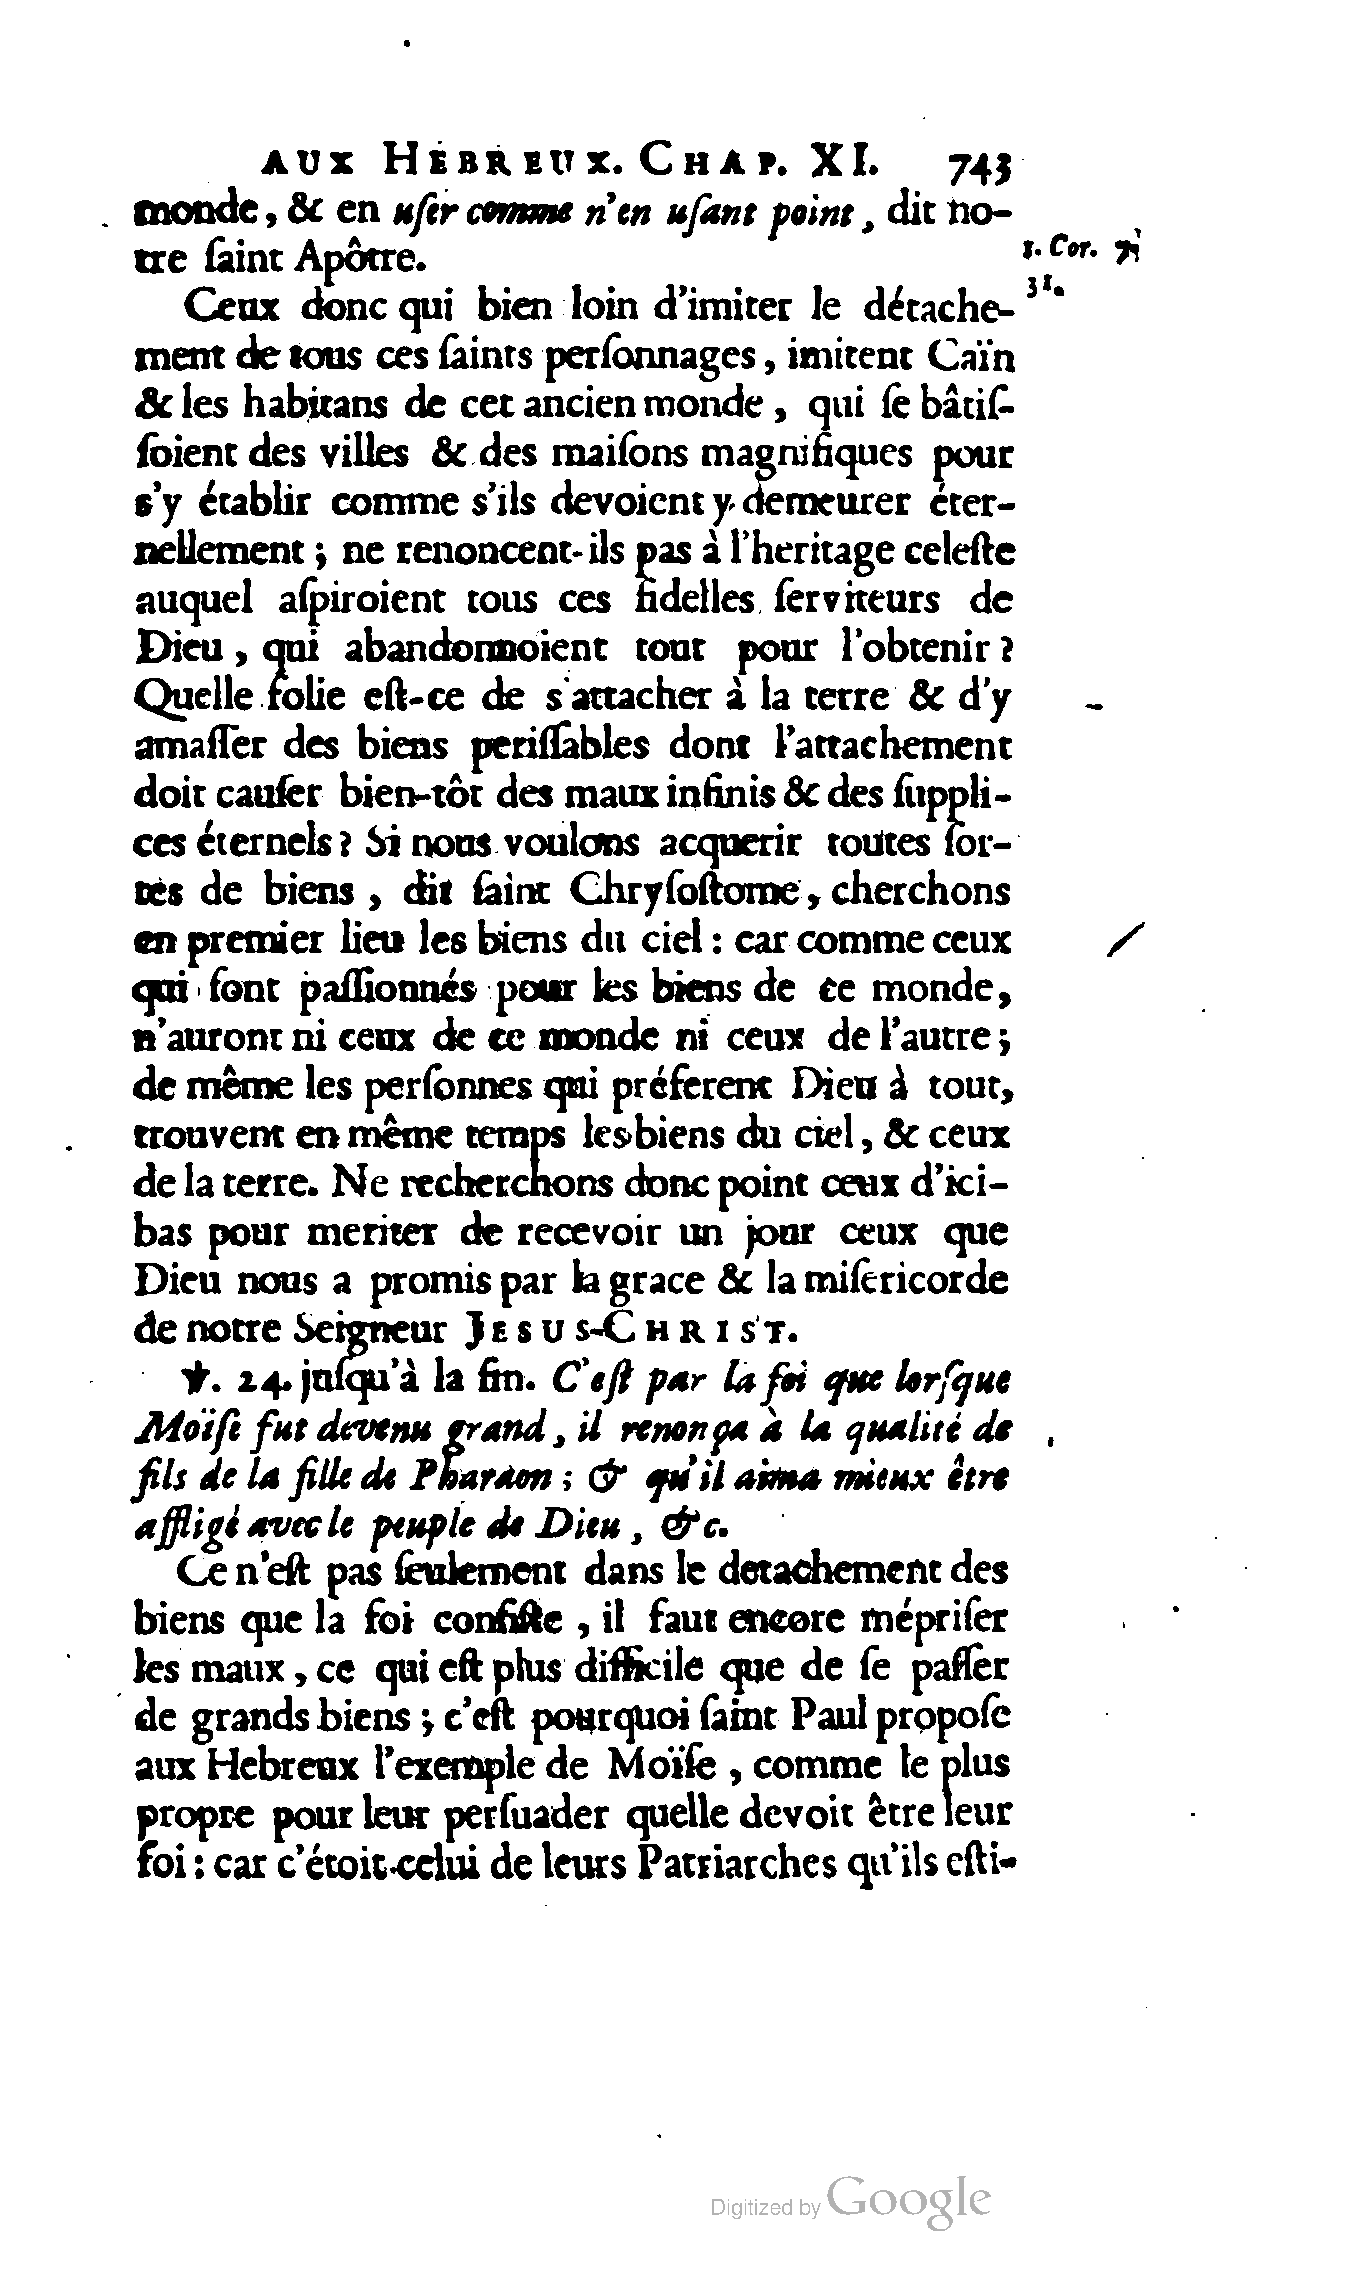 AUX HEBREUX. CHAP. XI. 743
monde, & en uſer comme n'en uſant point, dit no-
tre ſaint Apôtre.
1. Cor. 7.
31.
Ceux donc qui bien loin d'imiter le détache-
ment de tous ces ſaints perſonnages, imitent Caïn
& les habitans de cet ancien monde, qui ſe bâtiſ-
ſoient des villes & des maiſons magnifiques pour
s'y établir comme s'ils devoient y demeurer éter-
nellement ; ne renoncent-ils pas à l'heritage celeſte
auquel aſpiroient tous ces fidelles ſerviteurs de
Dieu, qui abandonnoient tout pour l'obtenir ?
Quelle folie eſt-ce de s'attacher à la terre & d'y
amaſſer des biens periſſables dont l'attachement
doit cauſer bien-tôt des maux infinis & des ſuppli-
ces éternels ? Si nous voulons acquerir toutes ſor-
tes de biens, dit ſaint Chryſoſtome, cherchons
en premier lieu les biens du ciel : car comme ceux
qui ſont paſſionnés pour les biens de ce monde,
n'auront ni ceux de ce monde ni ceux de l'autre ;
de même les perſonnes qui préferent Dieu à tout,
trouvent en même temps les biens du ciel, & ceux
de la terre. Ne recherchons donc point ceux d'ici-
bas pour meriter de recevoir un jour ceux que
Dieu nous a promis par la grace & la miſericorde
de notre Seigneur JESUS-CHRIST.
℣. 24. juſqu'à la fin. C'eſt par la foi que lorſque
Moïſe fut devenu grand, il renonça à la qualité de
fils de la fille de Pharaon ; & qu'il aima mieux être
affligé avec le peuple de Dieu, &c.
Ce n'eſt pas ſeulement dans le detachement des
biens que la foi conſiſte, il faut encore mépriſer
les maux, ce qui eſt plus difficile que de ſe paſſer
de grands biens ; c'eſt pourquoi ſaint Paul propoſe
aux Hebreux l'exemple de Moïſe, comme le plus
propre pour leur perſuader quelle devoit être leur
foi : car c'étoit celui de leurs Patriarches qu'ils eſti-
Digitized by Google